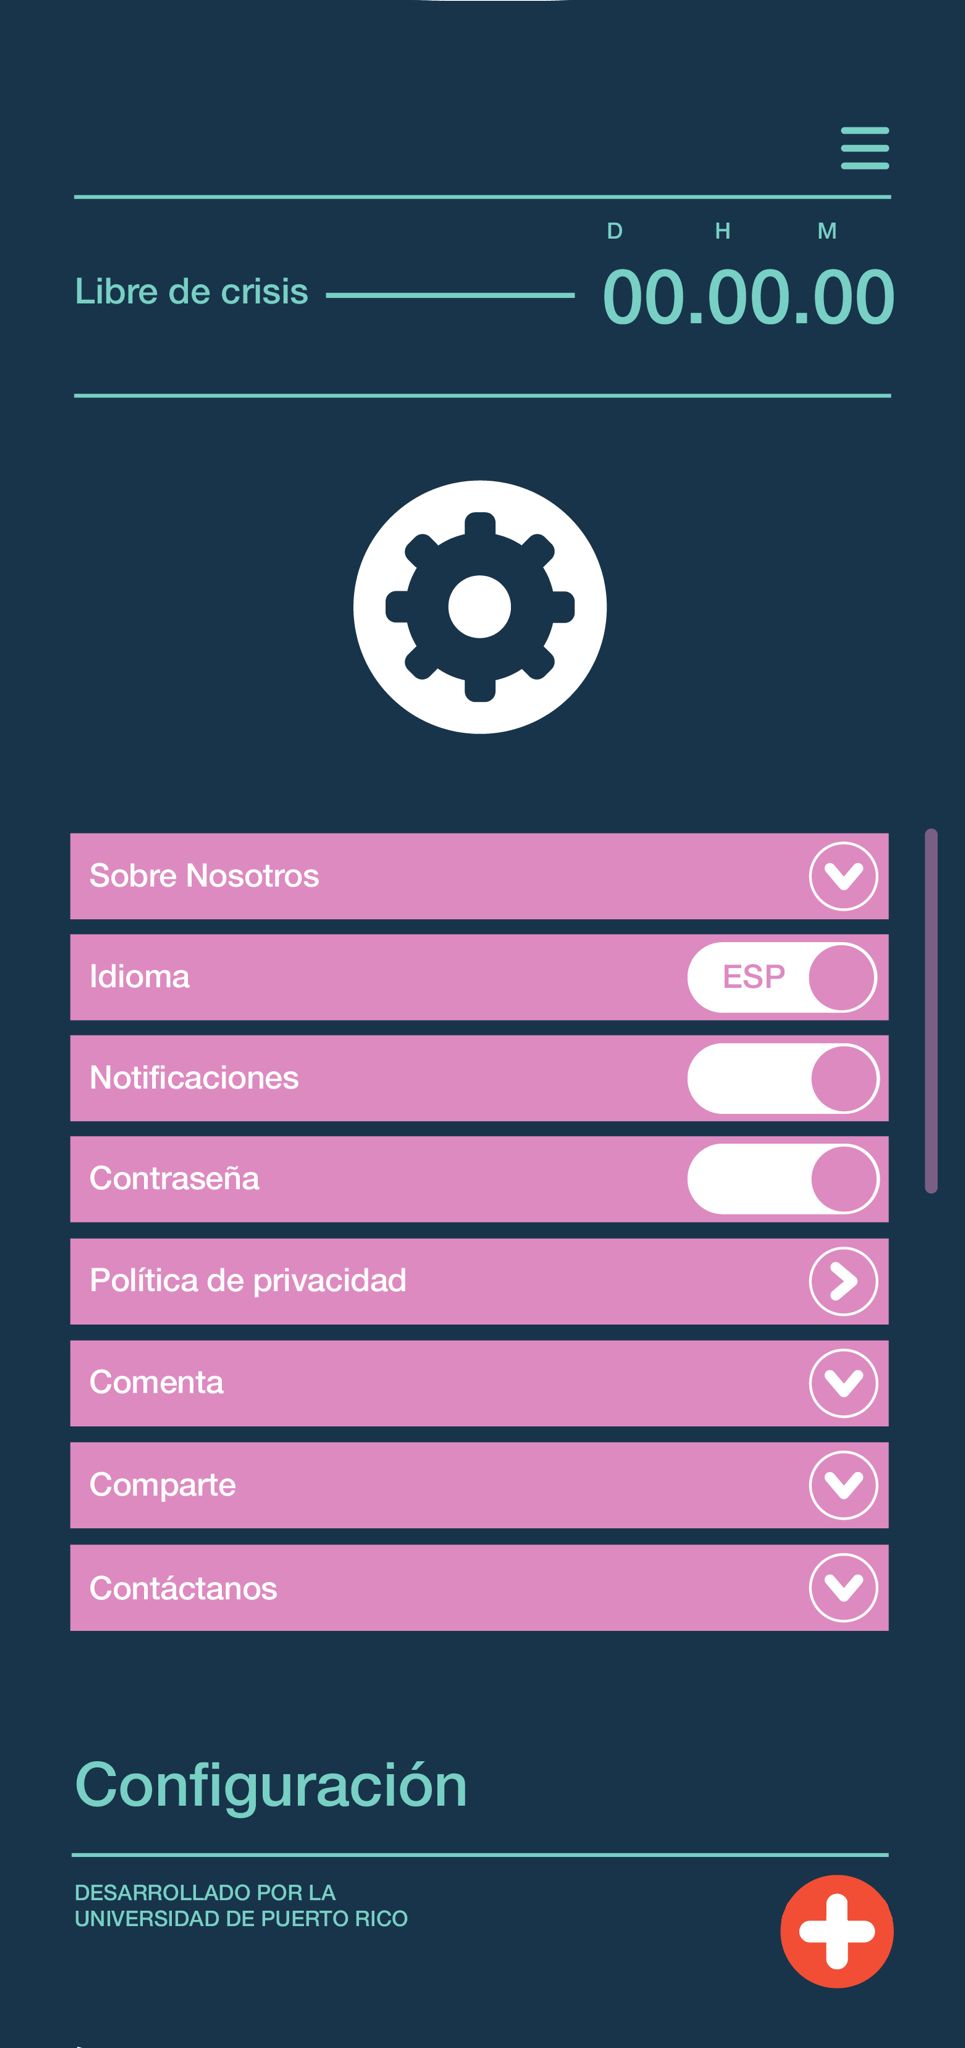 D H M
Libre de crisis 00.00.00
Sobre Nosotros
Idioma ESP
Notificaciones
Contraseña
Política de privacidad
Comenta
Comparte
Contáctanos
Configuración
DESARROLLADO POR LA
UNIVERSIDAD DE PUERTO RICO